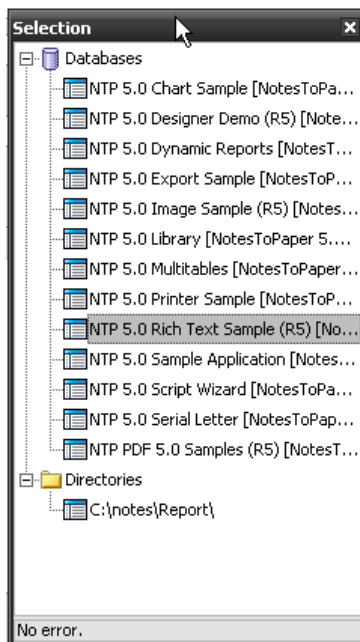 Selection
Databases
NTP 5.0 Chart Sample [NotesToPa...
NTP 5.0 Designer Demo (R5) [Note...
NTP 5.0 Dynamic Reports [NotesT...
NTP 5.0 Export Sample [NotesToP...
NTP 5.0 Image Sample (R5) [Notes...
NTP 5.0 Library [NotesToPaper 5....
NTP 5.0 Multitables [NotesToPaper...
NTP 5.0 Printer Sample [NotesToP...
NTP 5.0 Rich Text Sample (R5) [No...
NTP 5.0 Sample Application [Notes...
NTP 5.0 Script Wizard [NotesToPa...
NTP 5.0 Serial Letter [NotesToPap...
NTP PDF 5.0 Samples (R5) [NotesT...
Directories
C:\notes\Report\
No error.